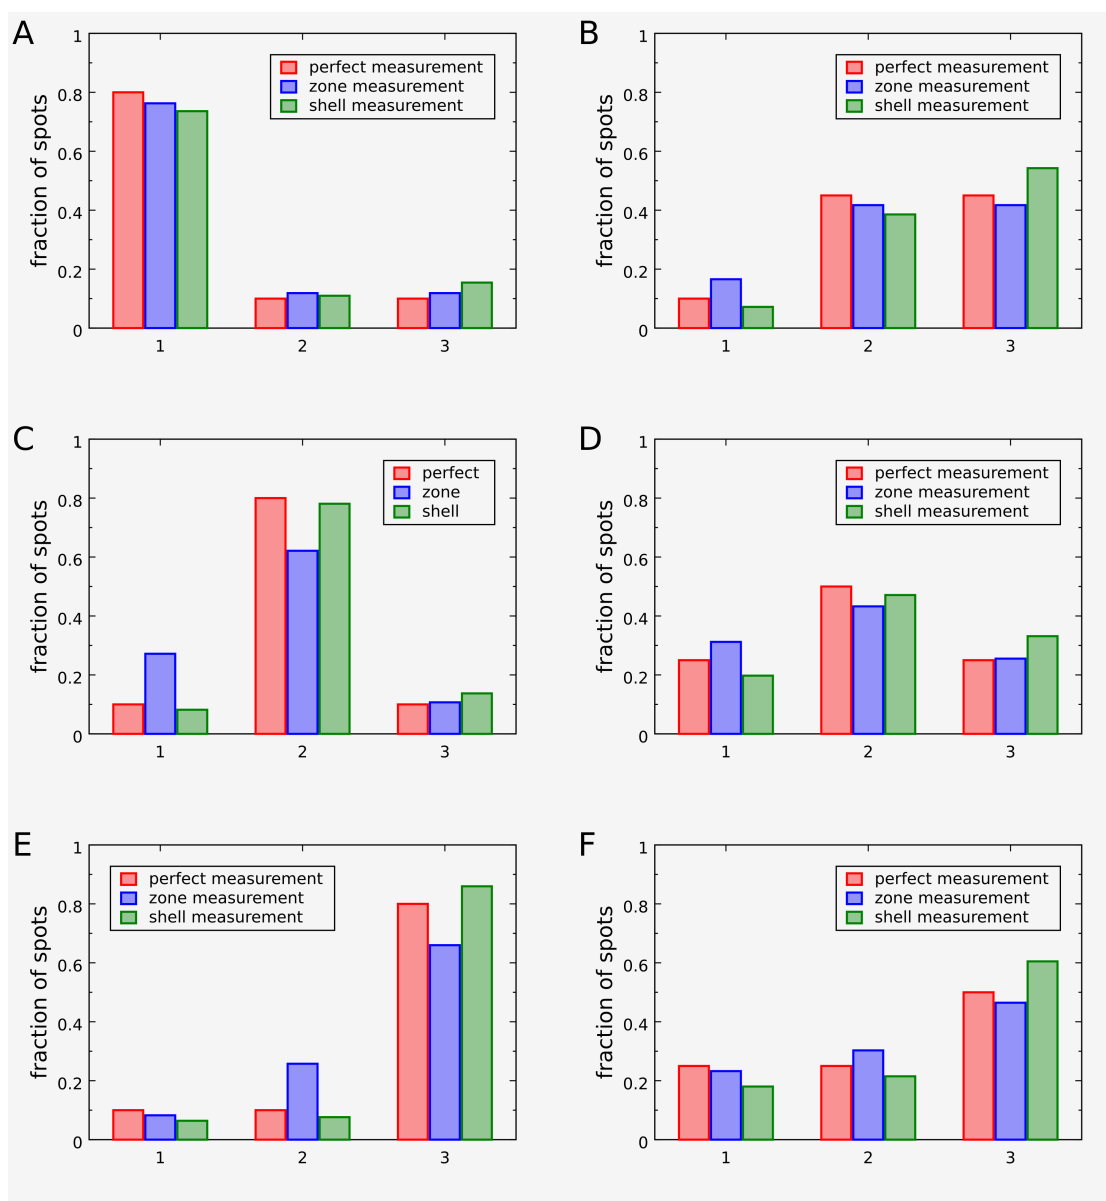 A
fraction of spots
1
0.8
0.6
0.4
0.2
0
perfect measurement
zone measurement
shell measurement
1 2 3
B
fraction of spots
1
0.8
0.6
0.4
0.2
0
perfect measurement
zone measurement
shell measurement
1 2 3
C
fraction of spots
1
0.8
0.6
0.4
0.2
0
perfect
zone
shell
1 2 3
D
fraction of spots
1
0.8
0.6
0.4
0.2
0
perfect measurement
zone measurement
shell measurement
1 2 3
E
fraction of spots
1
0.8
0.6
0.4
0.2
0
perfect measurement
zone measurement
shell measurement
1 2 3
F
fraction of spots
1
0.8
0.6
0.4
0.2
0
perfect measurement
zone measurement
shell measurement
1 2 3